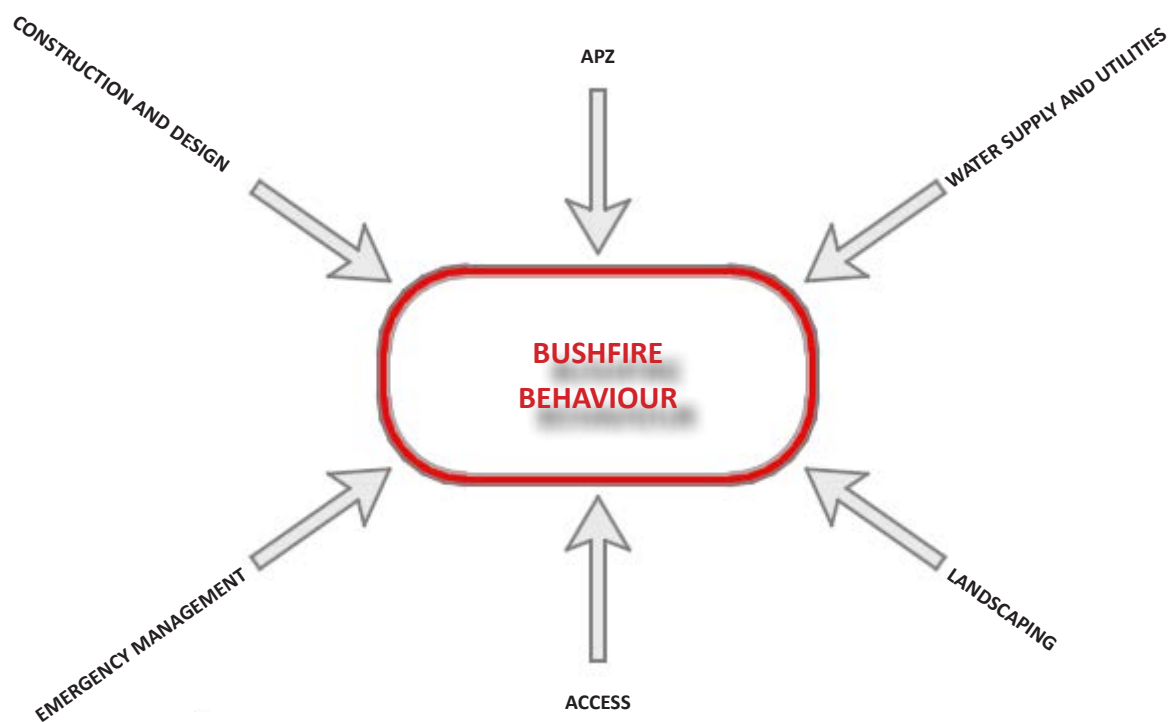 CONSTRUCTION AND DESIGN
APZ
WATER SUPPLY AND UTILITIES
BUSHFIRE
BEHAVIOUR
EMERGENCY MANAGEMENT
ACCESS
LANDSCAPING